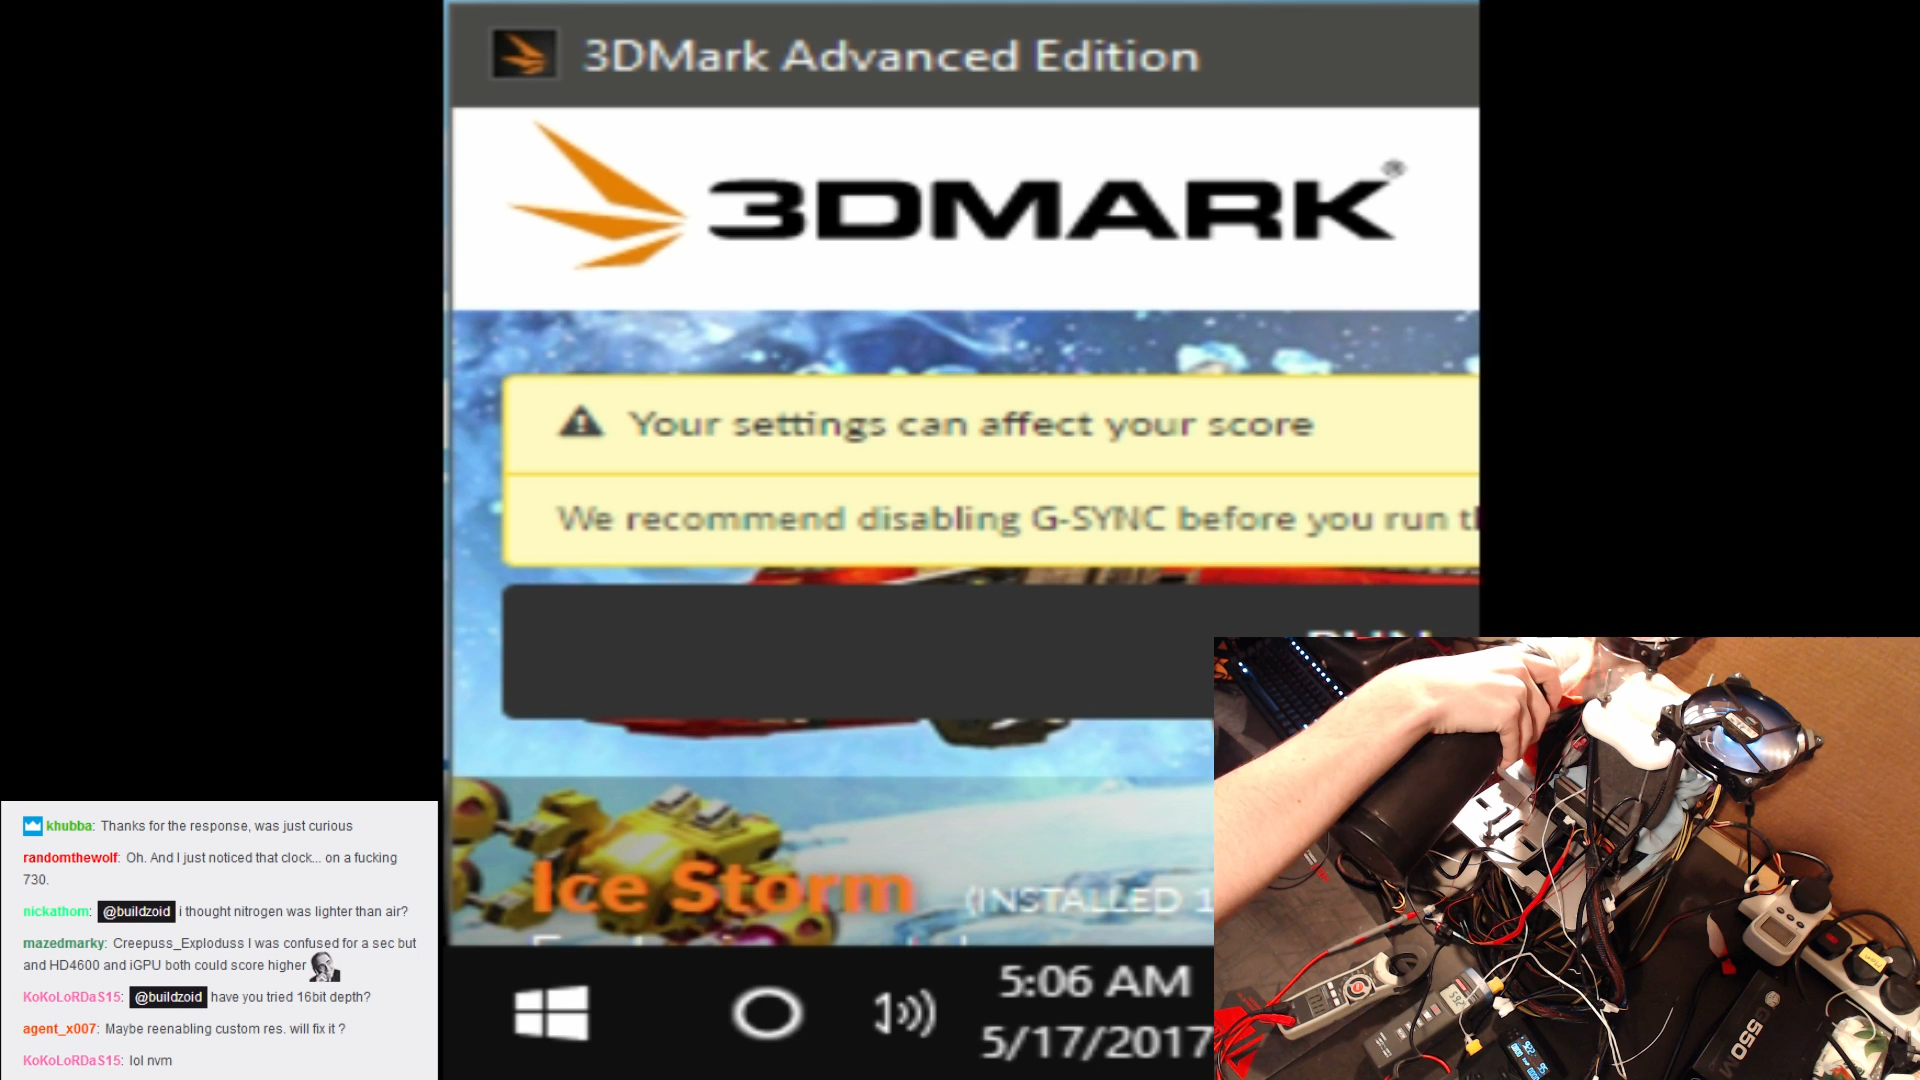 3DMark Advanced Edition
3DMARK®
Your settings can affect your score
We recommend disabling G-SYNC before you run
Ice Storm (INSTALLED 1
5:06 AM
5/17/2017
khubba: Thanks for the response, was just curious
randomthewolf: Oh. And I just noticed that clock... on a fucking
730.
nickathom: @buildzoid i thought nitrogen was lighter than air?
mazedmarky: Creepuss_Exploduss I was confused for a sec but
and HD4600 and iGPU both could score higher
KoKoLoRDaS15: @buildzoid have you tried 16bit depth?
agent_x007: Maybe reenabling custom res. will fix it ?
KoKoLoRDaS15: lol nvm
550